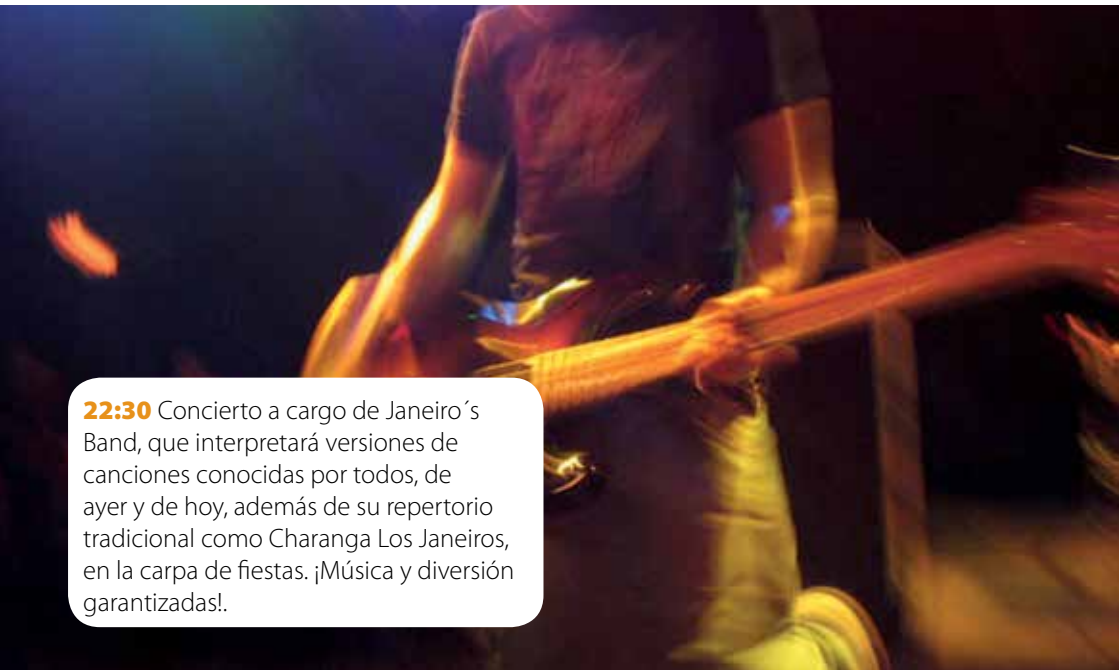 22:30 Concierto a cargo de Janeiro´s
Band, que interpretará versiones de
canciones conocidas por todos, de
ayer y de hoy, además de su repertorio
tradicional como Charanga Los Janeiros,
en la carpa de fiestas. ¡Música y diversión
garantizadas!.